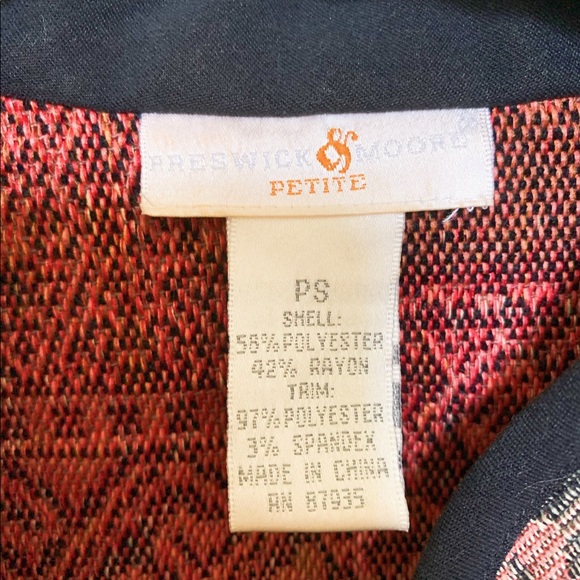 PRESWICK & MOORE
PETITE
PS
SHELL:
58% POLYESTER
42% RAYON
TRIM:
97% POLYESTER
3% SPANDEX
MADE IN CHINA
RN 87935